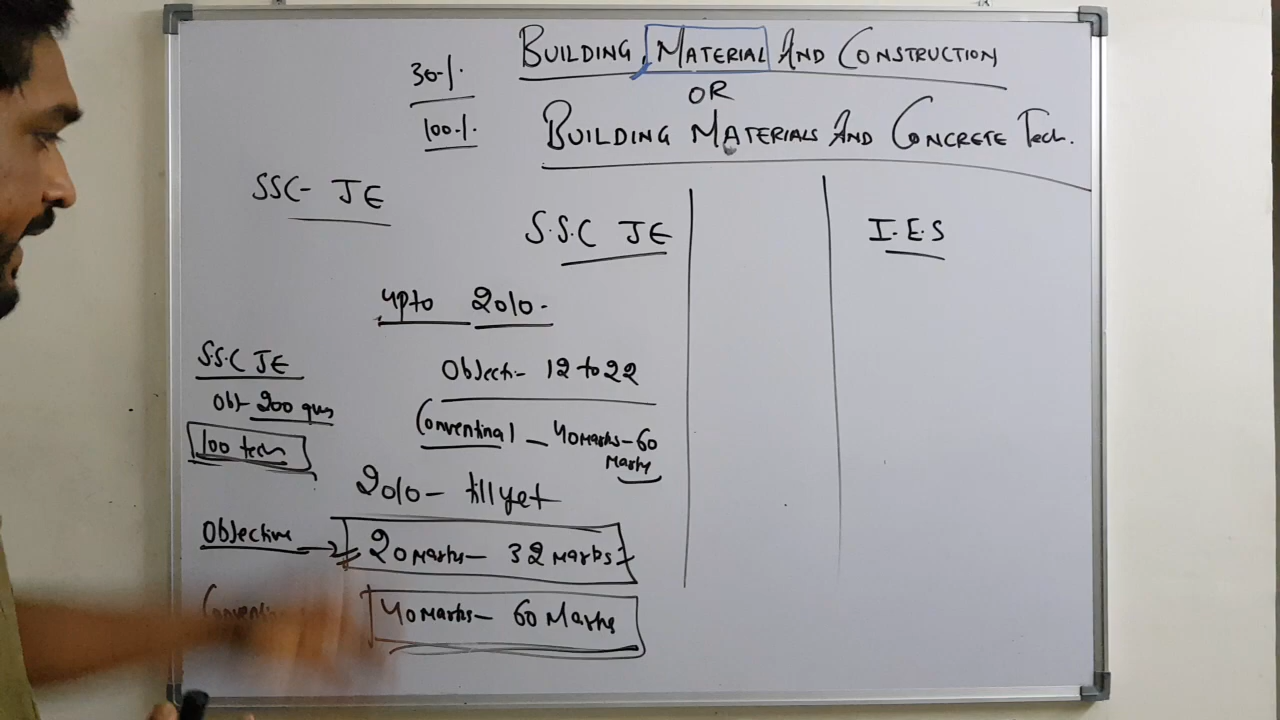 BUILDING MATERIAL AND CONSTRUCTION
OR
BUILDING MATERIALS AND CONCRETE Tech.
30%
100%
SSC- JE
S.S.C JE
I.E.S
upto 2010-
Object:- 12 to 22
Conventinal - 40 Marks - 60
Marks
S.S.C JE
Obj- 200 ques
100 tech
2010- till yet
Objective → 20 Marks - 32 Marks
40 Marks - 60 Marks